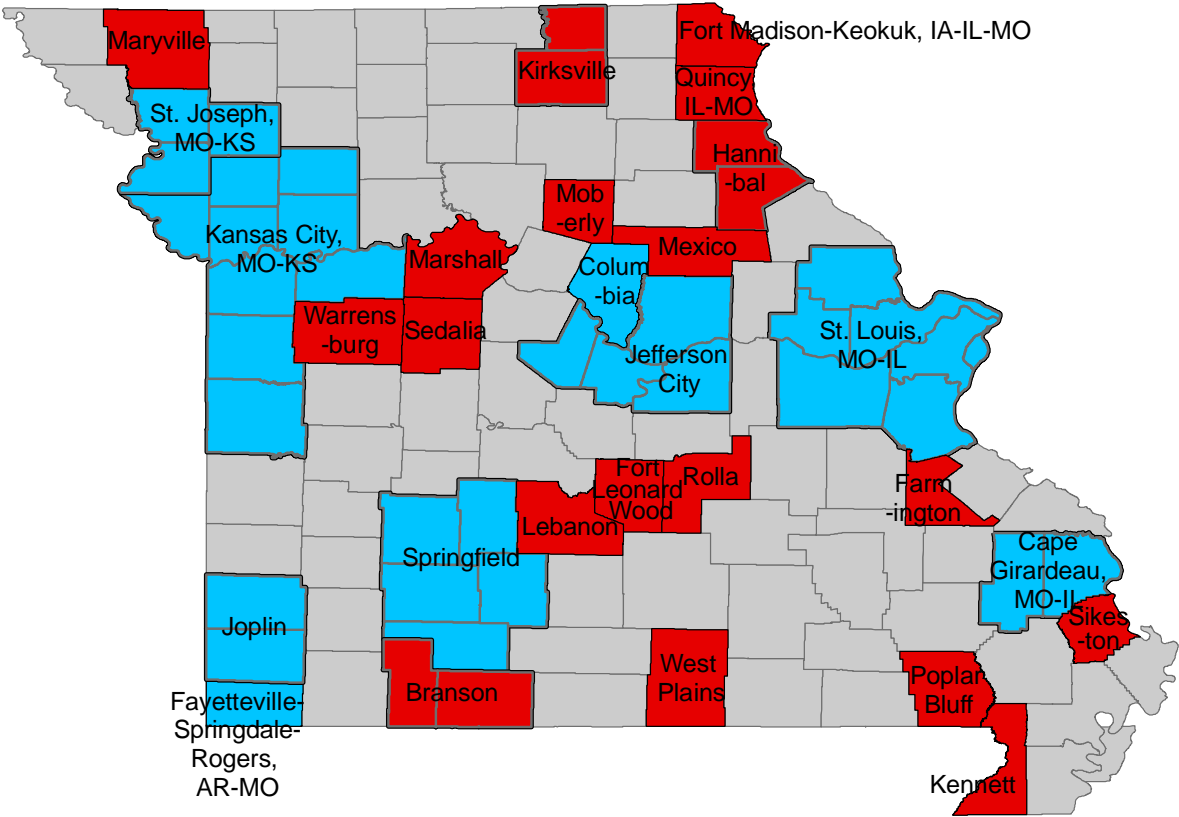 Maryville
Kirksville
Fort Madison-Keokuk, IA-IL-MO
Quincy
IL-MO
St. Joseph,
MO-KS
Hanni
-bal
Mob
-erly
Kansas City,
MO-KS
Marshall
Mexico
Colum
-bia
Warrens
-burg
Sedalia
Jefferson
City
St. Louis,
MO-IL
Fort
Leonard
Wood
Rolla
Lebanon
Farm
-ington
Springfield
Cape
Girardeau,
MO-IL
Sikes
-ton
Joplin
Branson
West
Plains
Poplar
Bluff
Fayetteville-
Springdale-
Rogers,
AR-MO
Kennett